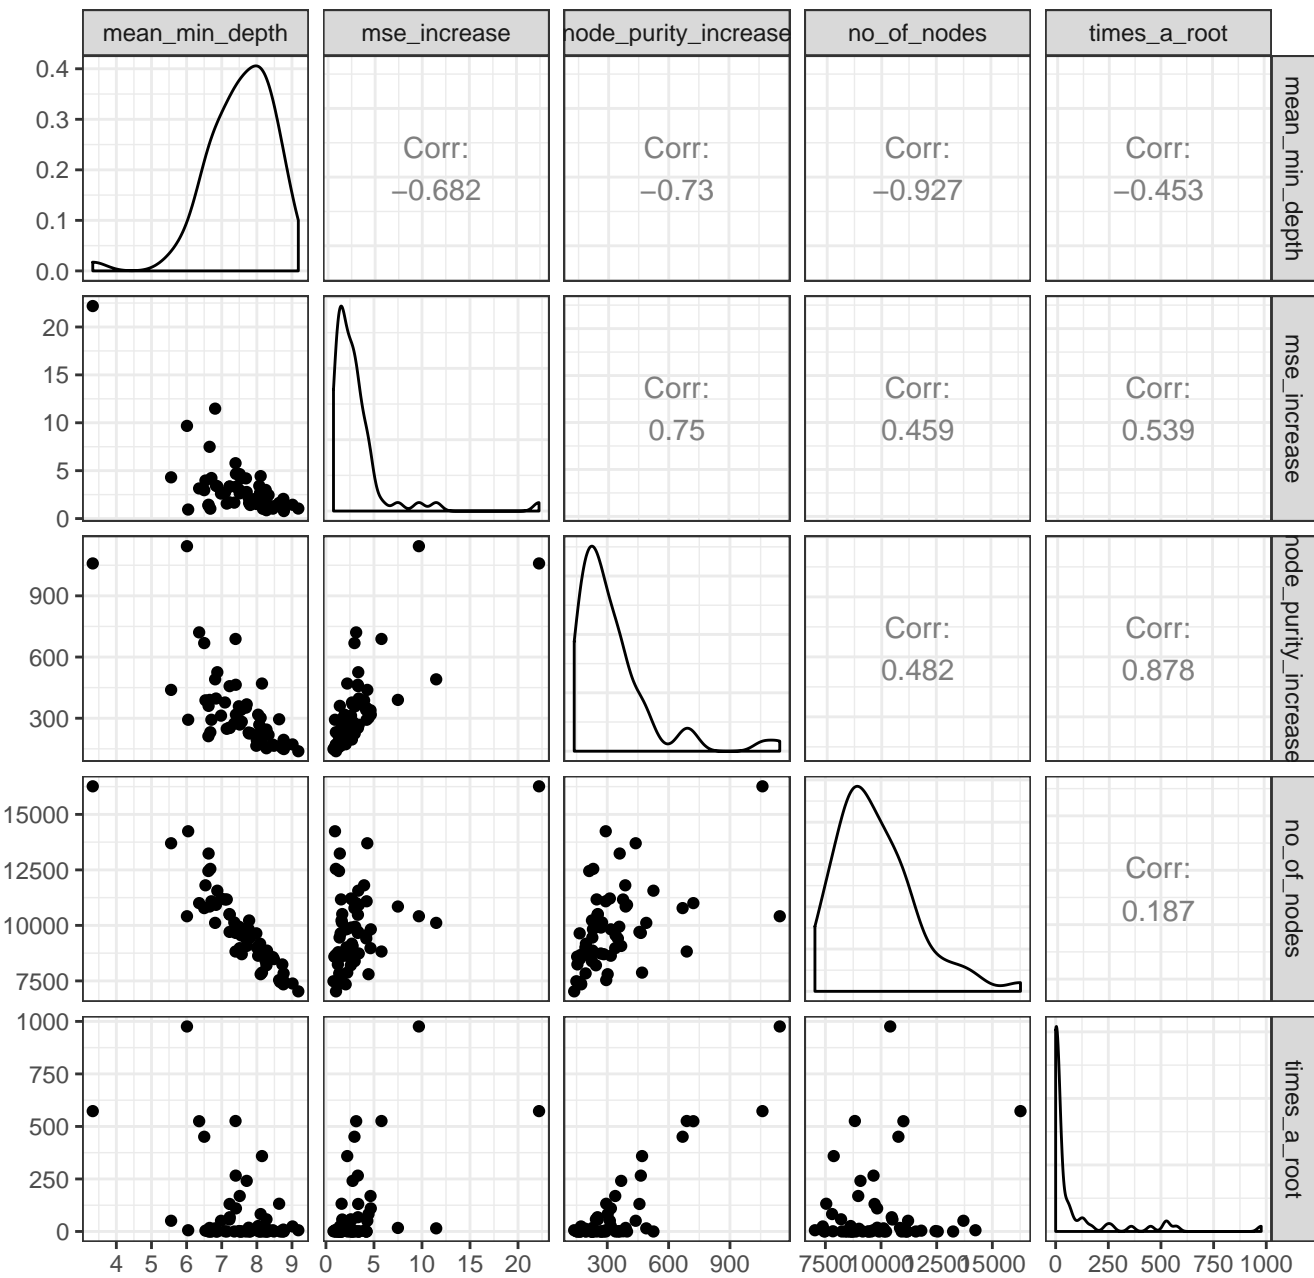 mean_min_depth mse_increase node_purity_increase no_of_nodes times_a_root
0.4
0.3
0.2
0.1
0.0
Corr:
−0.682
Corr:
−0.73
Corr:
−0.927
Corr:
−0.453
mean_min_depth
20
15
10
5
0
Corr:
0.75
Corr:
0.459
Corr:
0.539
mse_increase
900
600
300
Corr:
0.482
Corr:
0.878
node_purity_increase
15000
12500
10000
7500
Corr:
0.187
no_of_nodes
1000
750
500
250
0
times_a_root
4 5 6 7 8 9 0 5 10 15 20 300 600 900 7500 10000 12500 15000 0 250 500 750 1000